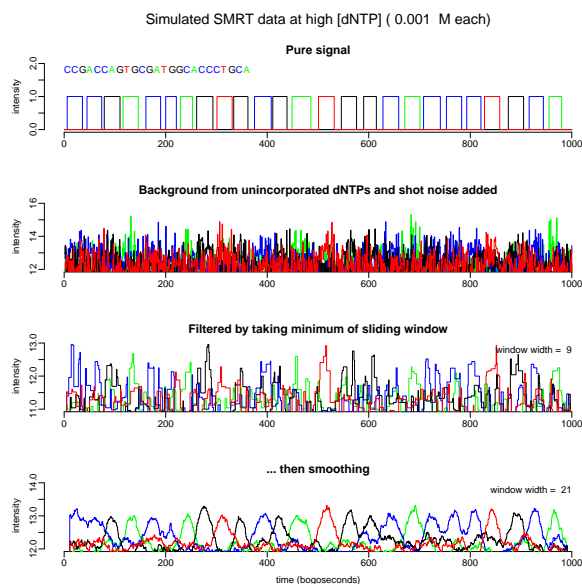 Simulated SMRT data at high [dNTP] ( 0.001 M each)
Pure signal
CCGACCAGTGCGATGGCACCCTGCA
intensity
0.0 1.0 2.0
0 200 400 600 800 1000
Background from unincorporated dNTPs and shot noise added
intensity
12 13 14 16
0 200 400 600 800 1000
Filtered by taking minimum of sliding window
window width = 9
intensity
11.0 12.0 13.0
0 200 400 600 800 1000
... then smoothing
window width = 21
intensity
12.0 13.0 14.0
0 200 400 600 800 1000
time (bogoseconds)